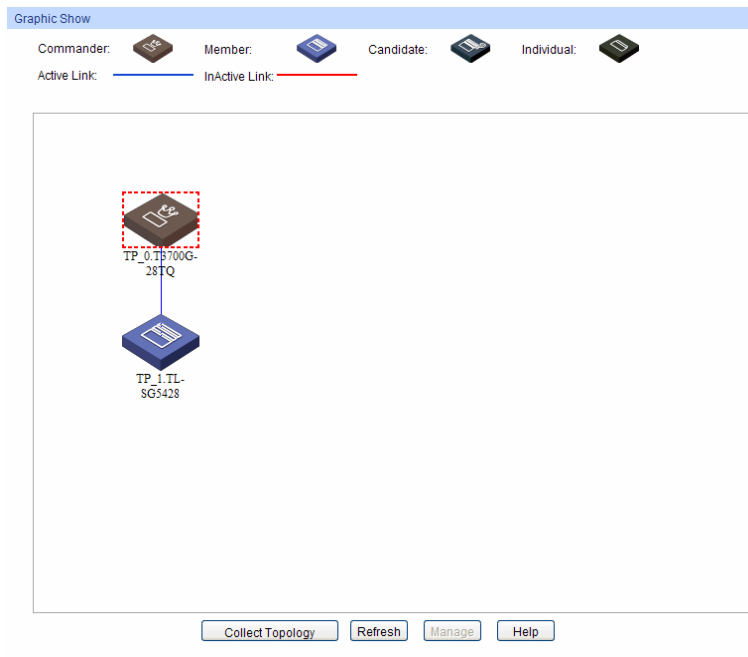 Graphic Show
Commander: Member: Candidate: Individual:
Active Link: InActive Link:
TP_0.T3700G-
28TQ
TP_1.TL-
SG5428
Collect Topology Refresh Manage Help